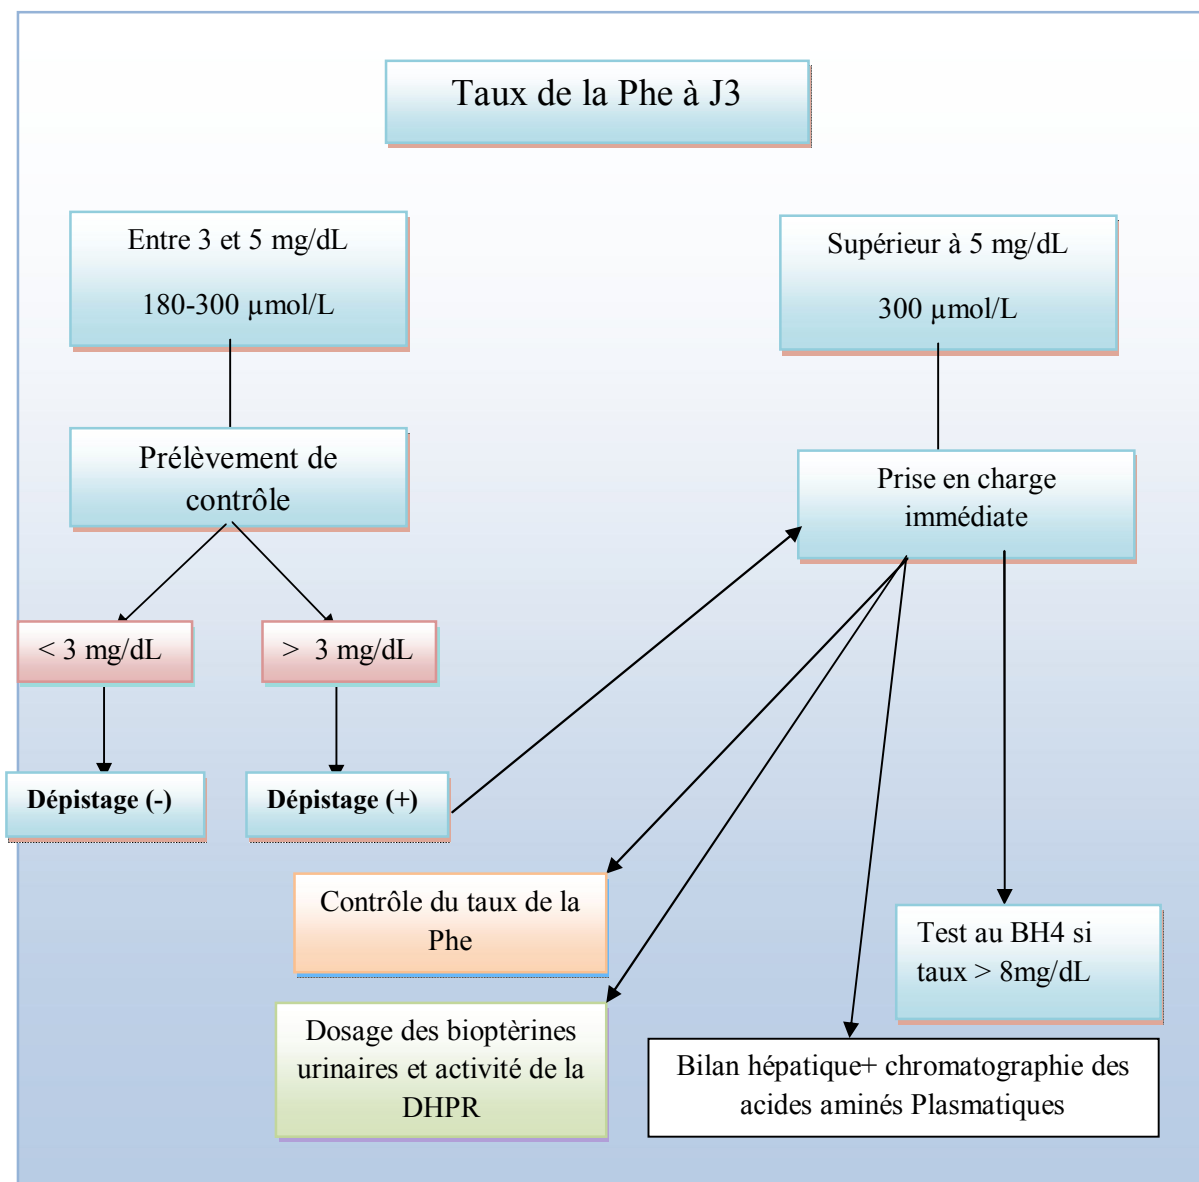 Taux de la Phe à J3
Entre 3 et 5 mg/dL
180-300 µmol/L
Supérieur à 5 mg/dL
300 µmol/L
Prélèvement de
contrôle
Prise en charge
immédiate
< 3 mg/dL
> 3 mg/dL
Dépistage (-)
Dépistage (+)
Contrôle du taux de la
Phe
Test au BH4 si
taux > 8mg/dL
Dosage des bioptèrines
urinaires et activité de la
DHPR
Bilan hépatique+ chromatographie des
acides aminés Plasmatiques